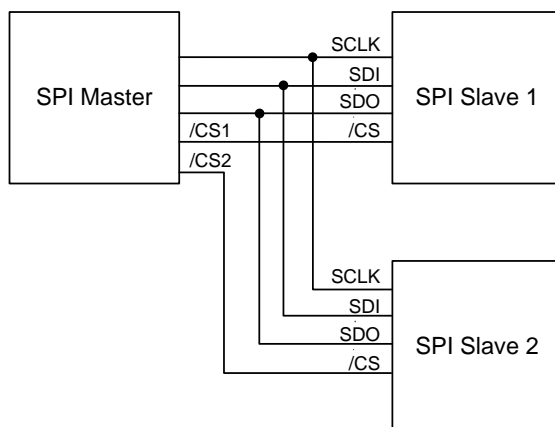 SCLK
SDI
SPI Master
SDO
SPI Slave 1
/CS1
/CS
/CS2
SCLK
SDI
SDO
SPI Slave 2
/CS